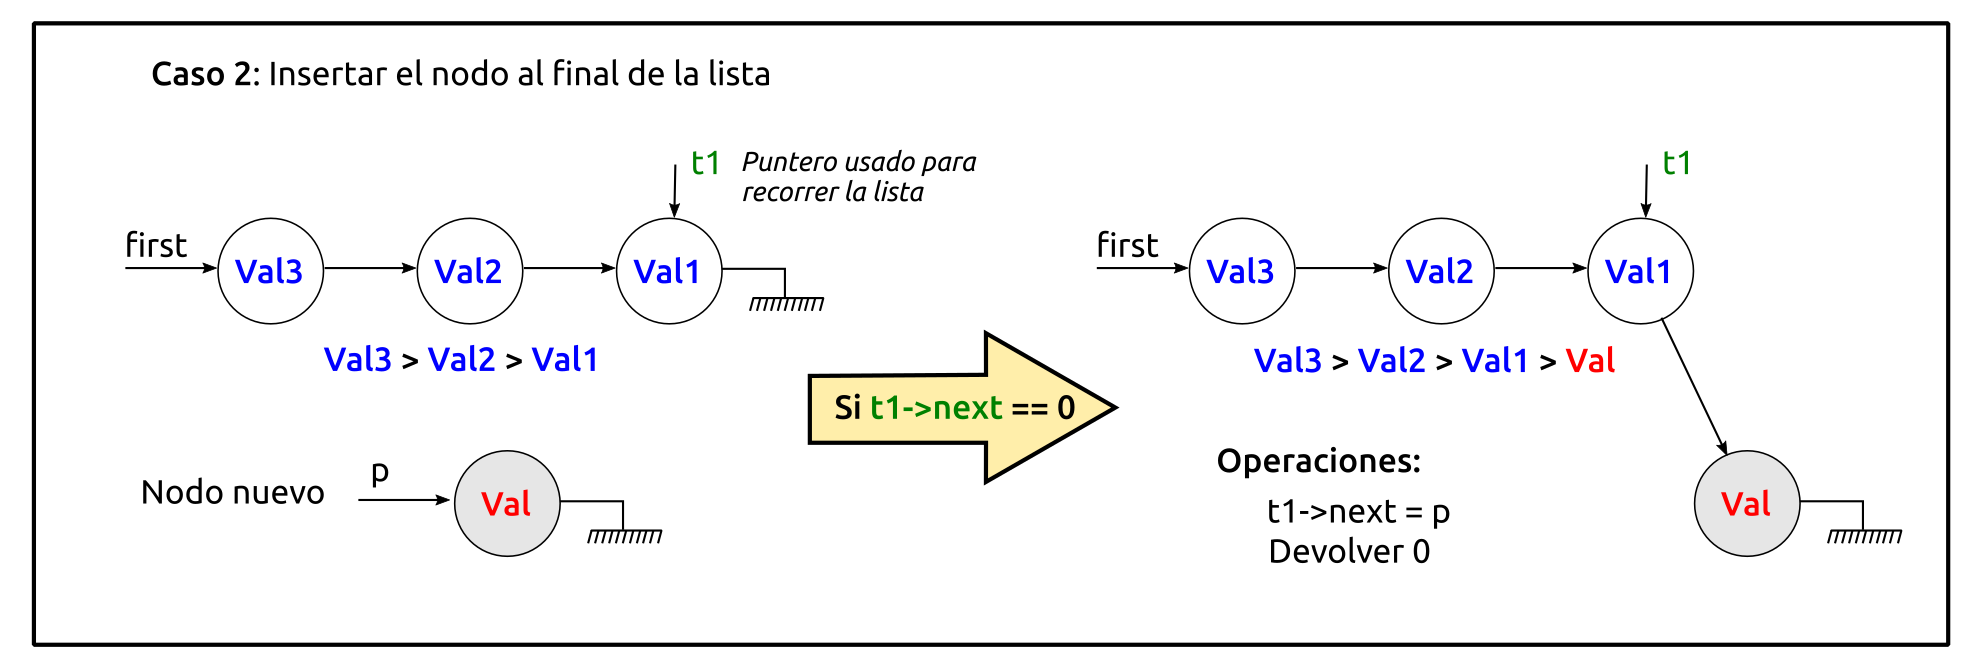 Caso 2: Insertar el nodo al final de la lista
t1 Puntero usado para
recorrer la lista
first
Val3
Val2
Val1
Val3 > Val2 > Val1
Nodo nuevo
p
Val
Si t1->next == 0
t1
first
Val3
Val2
Val1
Val3 > Val2 > Val1 > Val
Operaciones:
t1->next = p
Devolver 0
Val